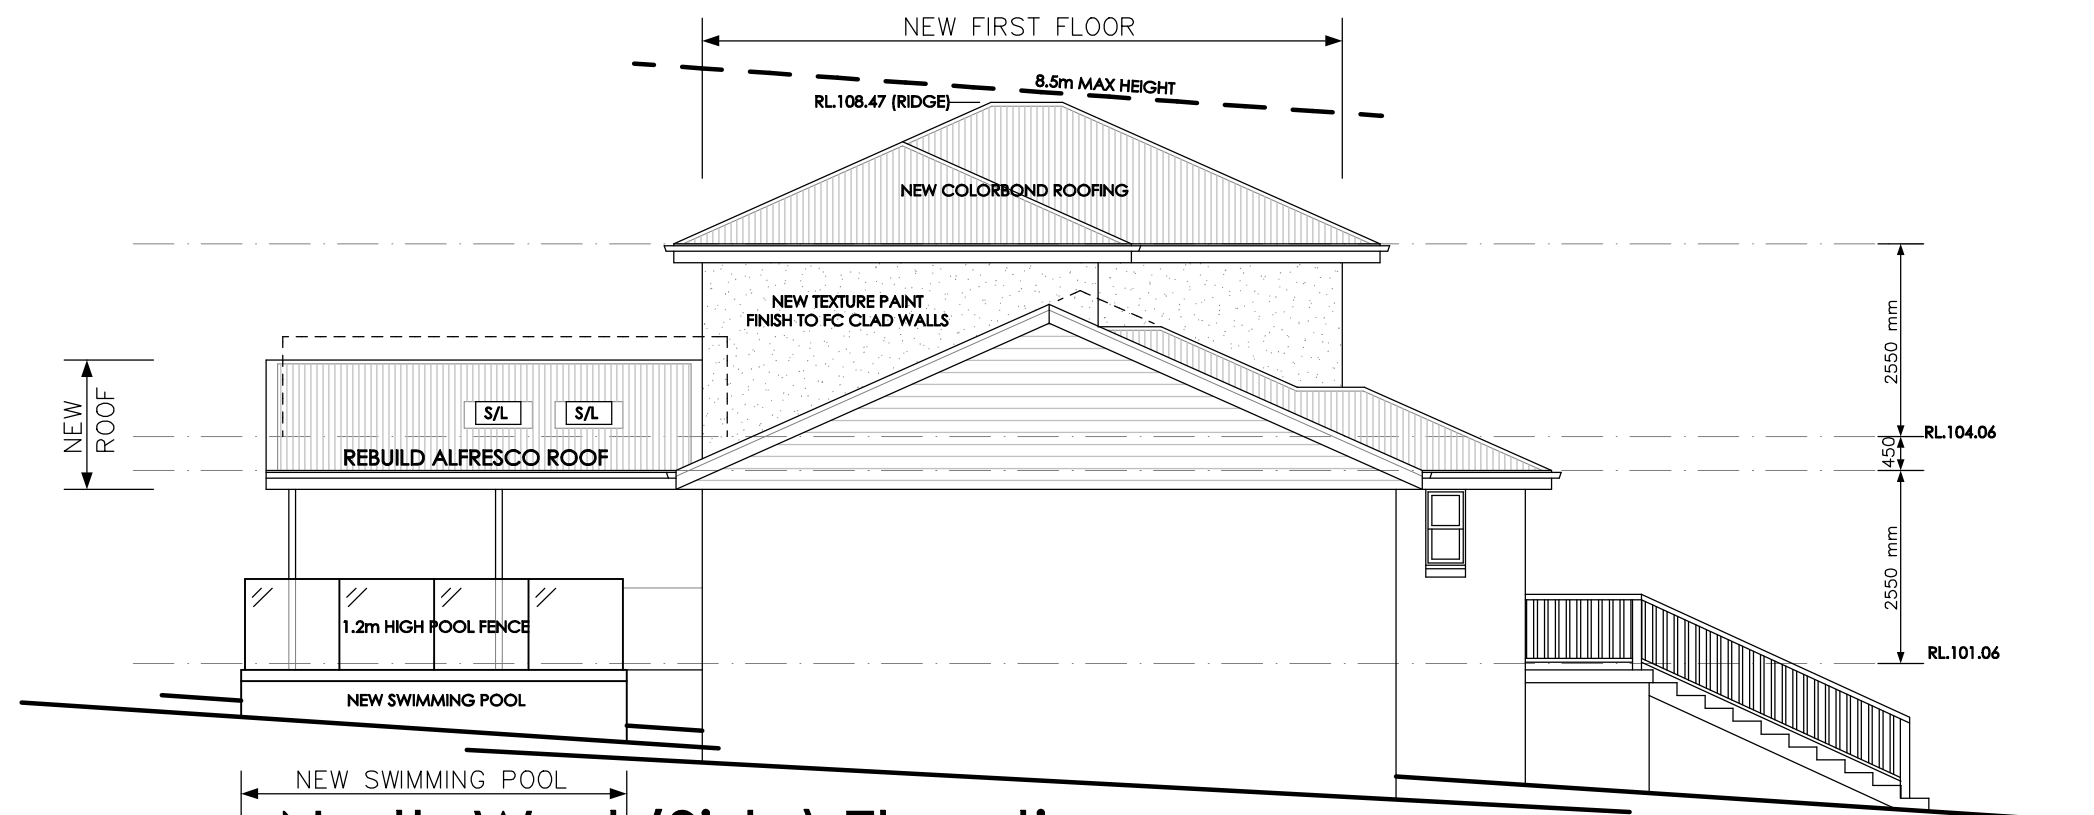 NEW FIRST FLOOR
8.5m MAX HEIGHT
RL.108.47 (RIDGE)
NEW COLORBOND ROOFING
NEW TEXTURE PAINT
FINISH TO FC CLAD WALLS
2550 mm
NEW
ROOF
S/L
S/L
RL.104.06
450
REBUILD ALFRESCO ROOF
2550 mm
1.2m HIGH POOL FENCE
RL.101.06
NEW SWIMMING POOL
NEW SWIMMING POOL